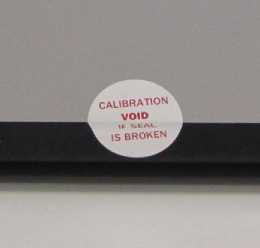 CALIBRATION
VOID
IF SEAL
IS BROKEN